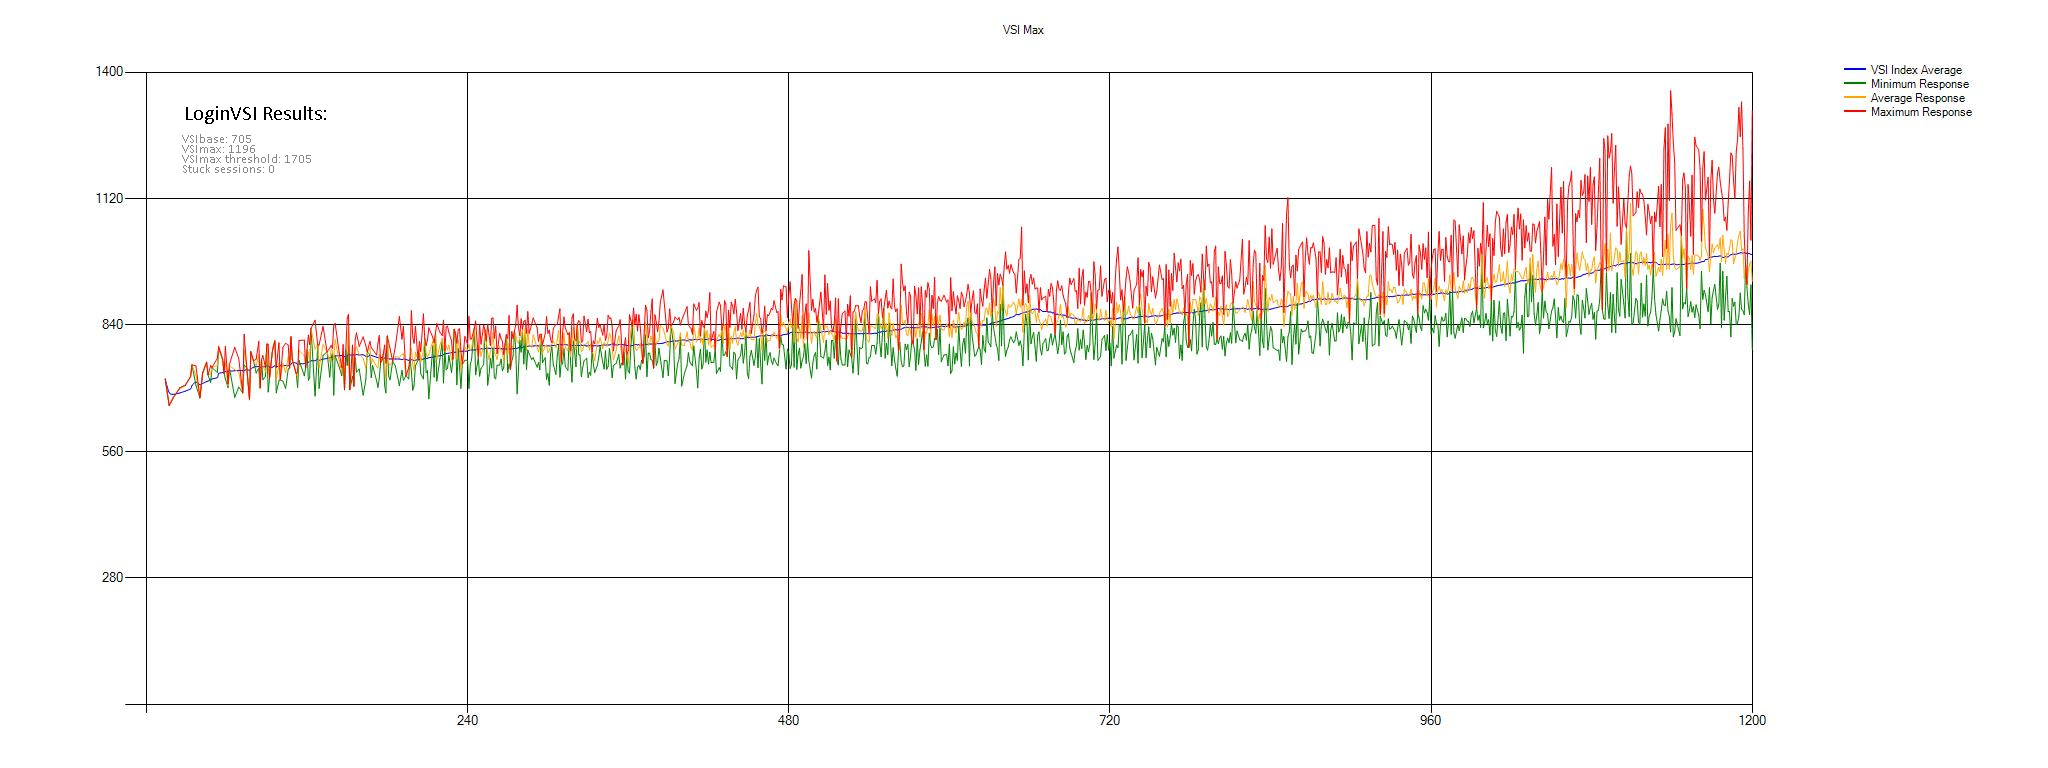 VSI Max
1400
1120
840
560
280
240
480
720
960
1200
LoginVSI Results:
VSIbase: 705
VSImax: 1196
VSImax threshold: 1705
Stuck sessions: 0
VSI Index Average
Minimum Response
Average Response
Maximum Response